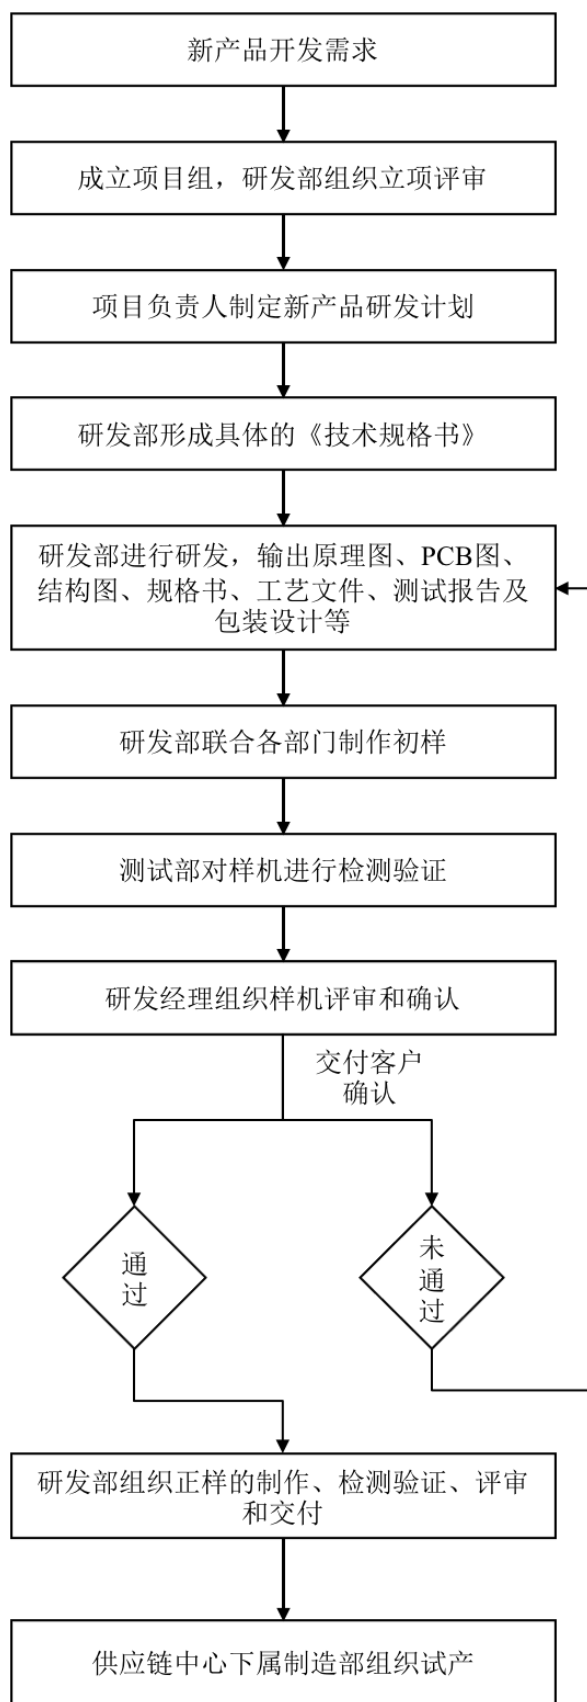 新产品开发需求
成立项目组，研发部组织立项评审
项目负责人制定新产品研发计划
研发部形成具体的《技术规格书》
研发部进行研发，输出原理图、PCB图、
结构图、规格书、工艺文件、测试报告及
包装设计等
研发部联合各部门制作初样
测试部对样机进行检测验证
研发经理组织样机评审和确认
交付客户
确认
通
过
未
通
过
研发部组织正样的制作、检测验证、评审
和交付
供应链中心下属制造部组织试产